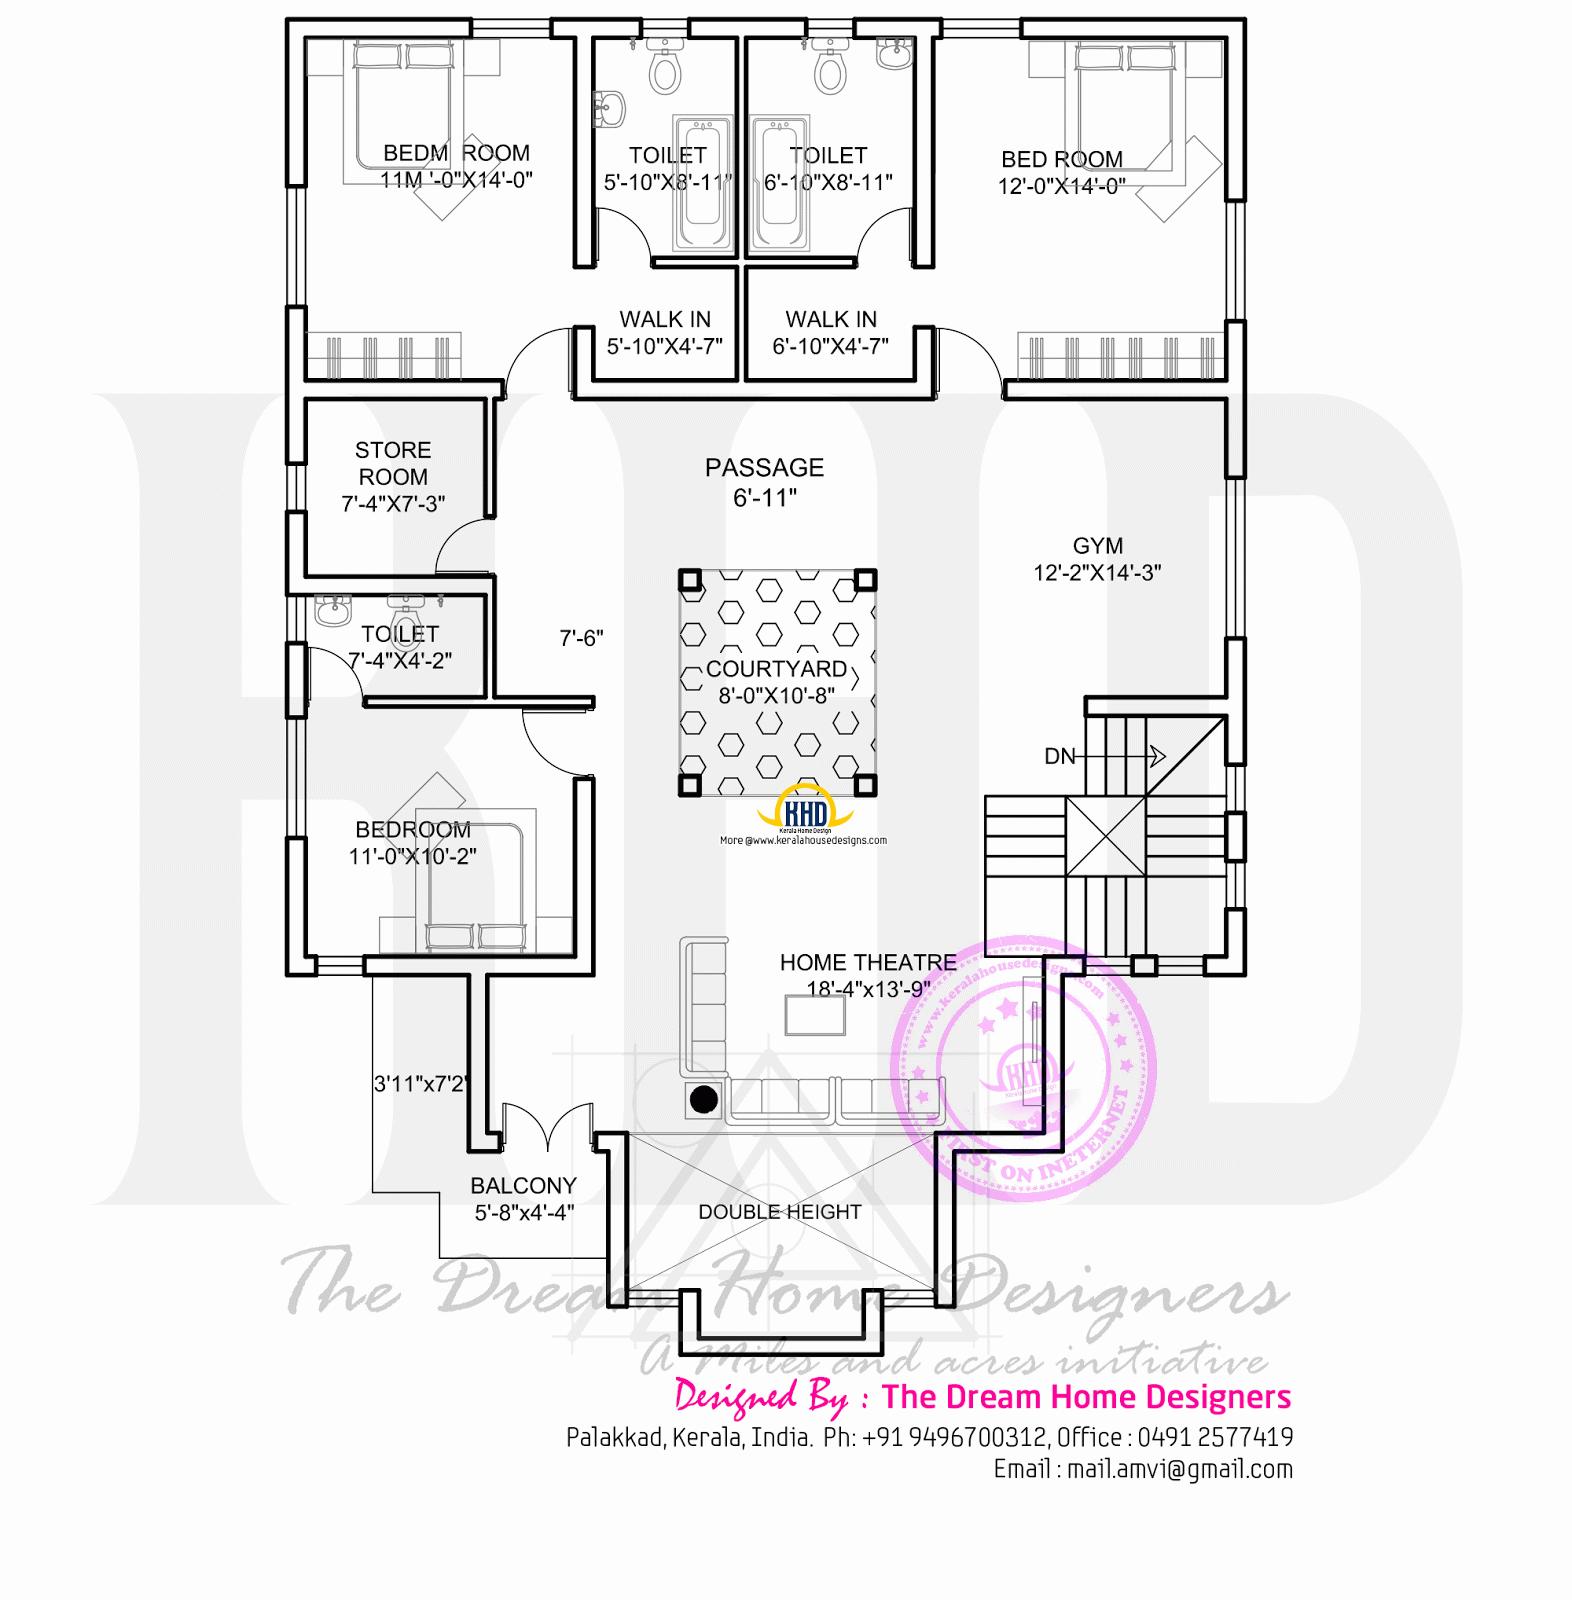 BEDM ROOM
11M '-0"X14'-0"
TOILET
5'-10"X8'-11"
TOILET
6'-10"X8'-11"
BED ROOM
12'-0"X14'-0"
WALK IN
5'-10"X4'-7"
WALK IN
6'-10"X4'-7"
STORE
ROOM
7'-4"X7'-3"
PASSAGE
6'-11"
GYM
12'-2"X14'-3"
TOILET
7'-4"X4'-2"
7'-6"
COURTYARD
8'-0"X10'-8"
DN
KHD
Kerala Home Design
More @www.keralahousedesigns.com
BEDROOM
11'-0"X10'-2"
HOME THEATRE
18'-4"x13'-9"
www.keralahousedesigns.com
KHD
Kerala Home Design
FIRST ON INETERNET
3'11"x7'2"
BALCONY
5'-8"x4'-4"
DOUBLE HEIGHT
KHD
The Dream Home Designers
A Miles and acres initiative
Designed By : The Dream Home Designers
Palakkad, Kerala, India. Ph: +91 9496700312, Office : 0491 2577419
Email : mail.amvi@gmail.com